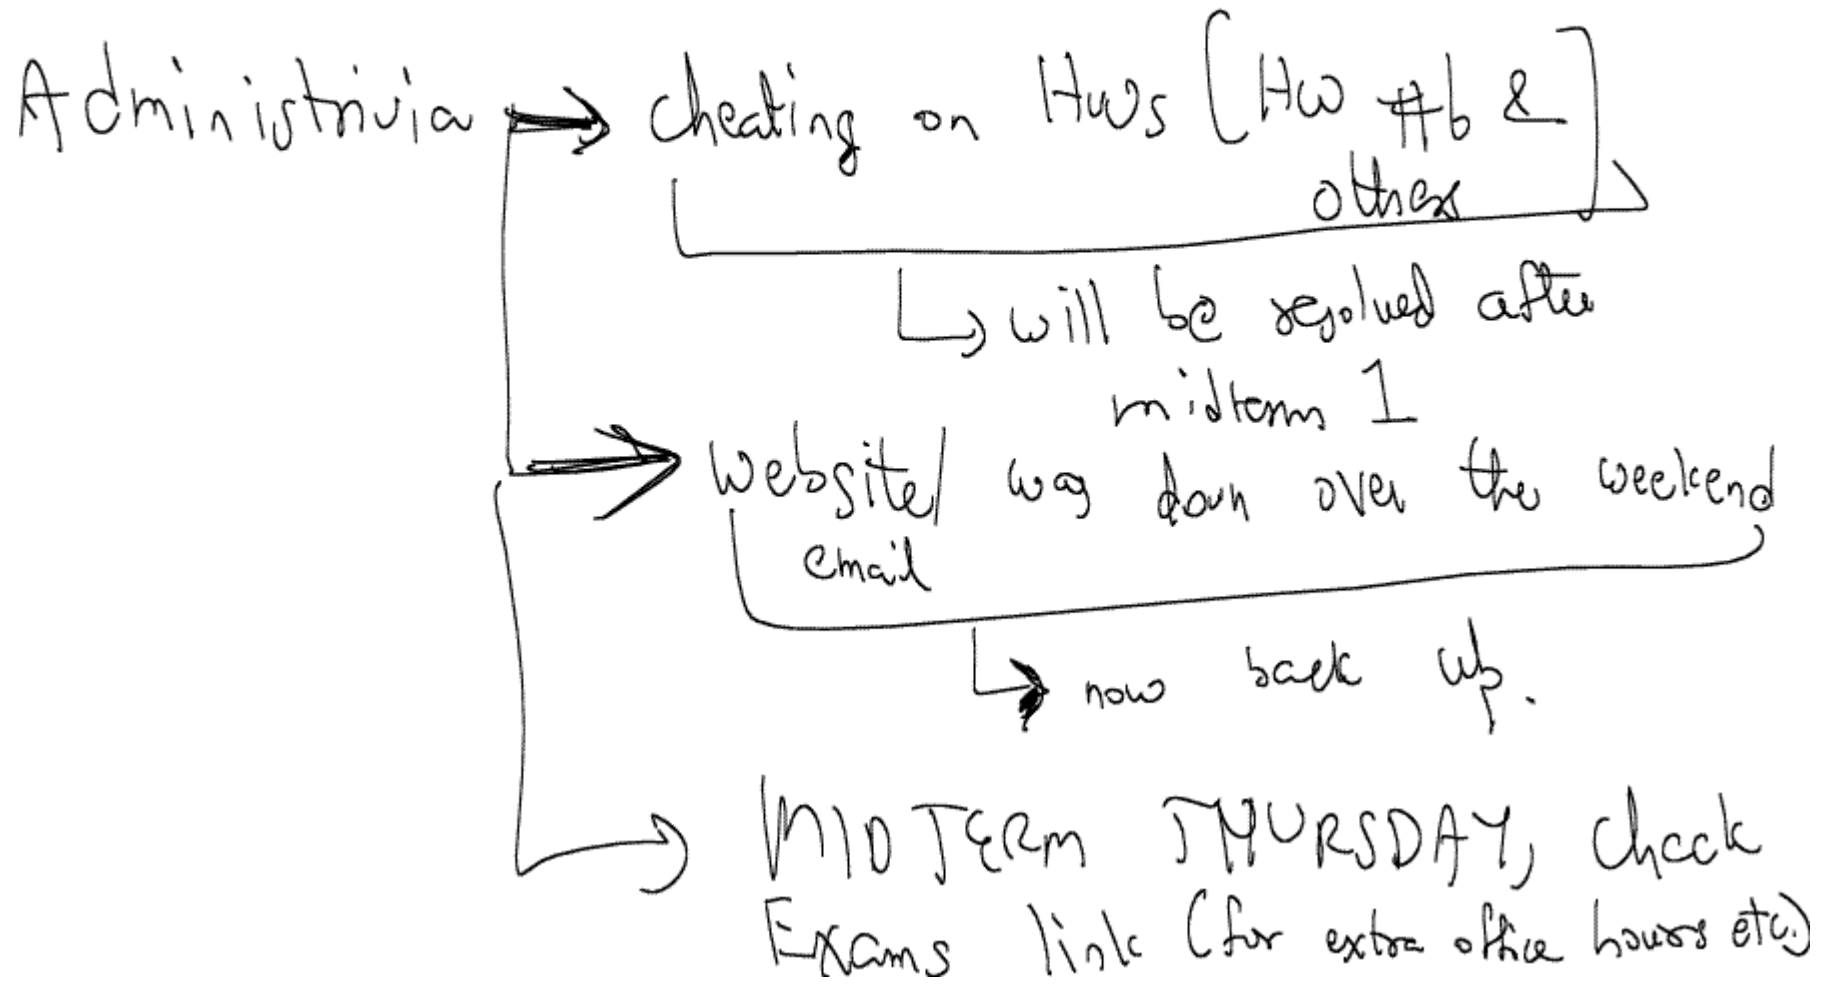 Administrivia → cheating on HWs [HW #6 &
others]
↳ will be resolved after
midterm 1
→ website/ was down over the weekend
email
↳ now back up.
→ MIDTERM THURSDAY, check
Exams link (for extra office hours etc.)